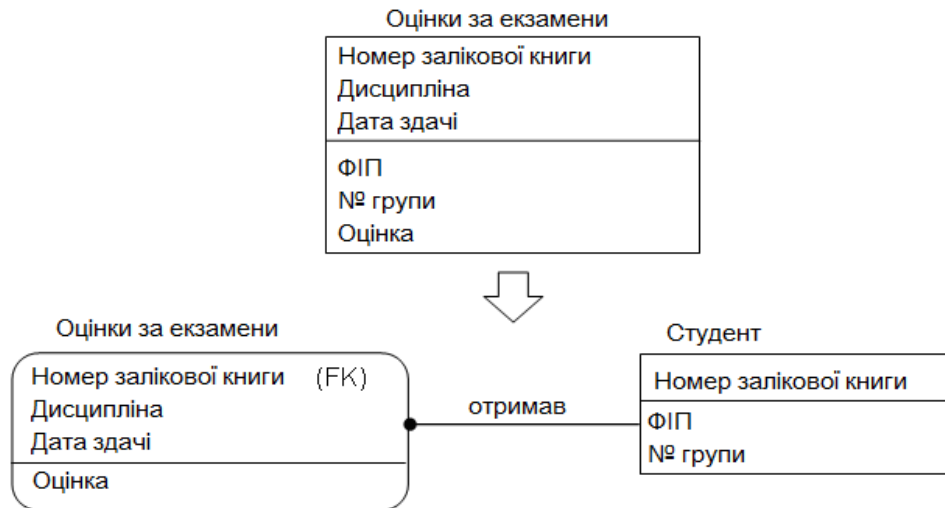 Оцінки за екзамени
Номер залікової книги
Дисципліна
Дата здачі
ФІП
№ групи
Оцінка
Оцінки за екзамени
Номер залікової книги (FK)
Дисципліна
Дата здачі
Оцінка
отримав
Студент
Номер залікової книги
ФІП
№ групи